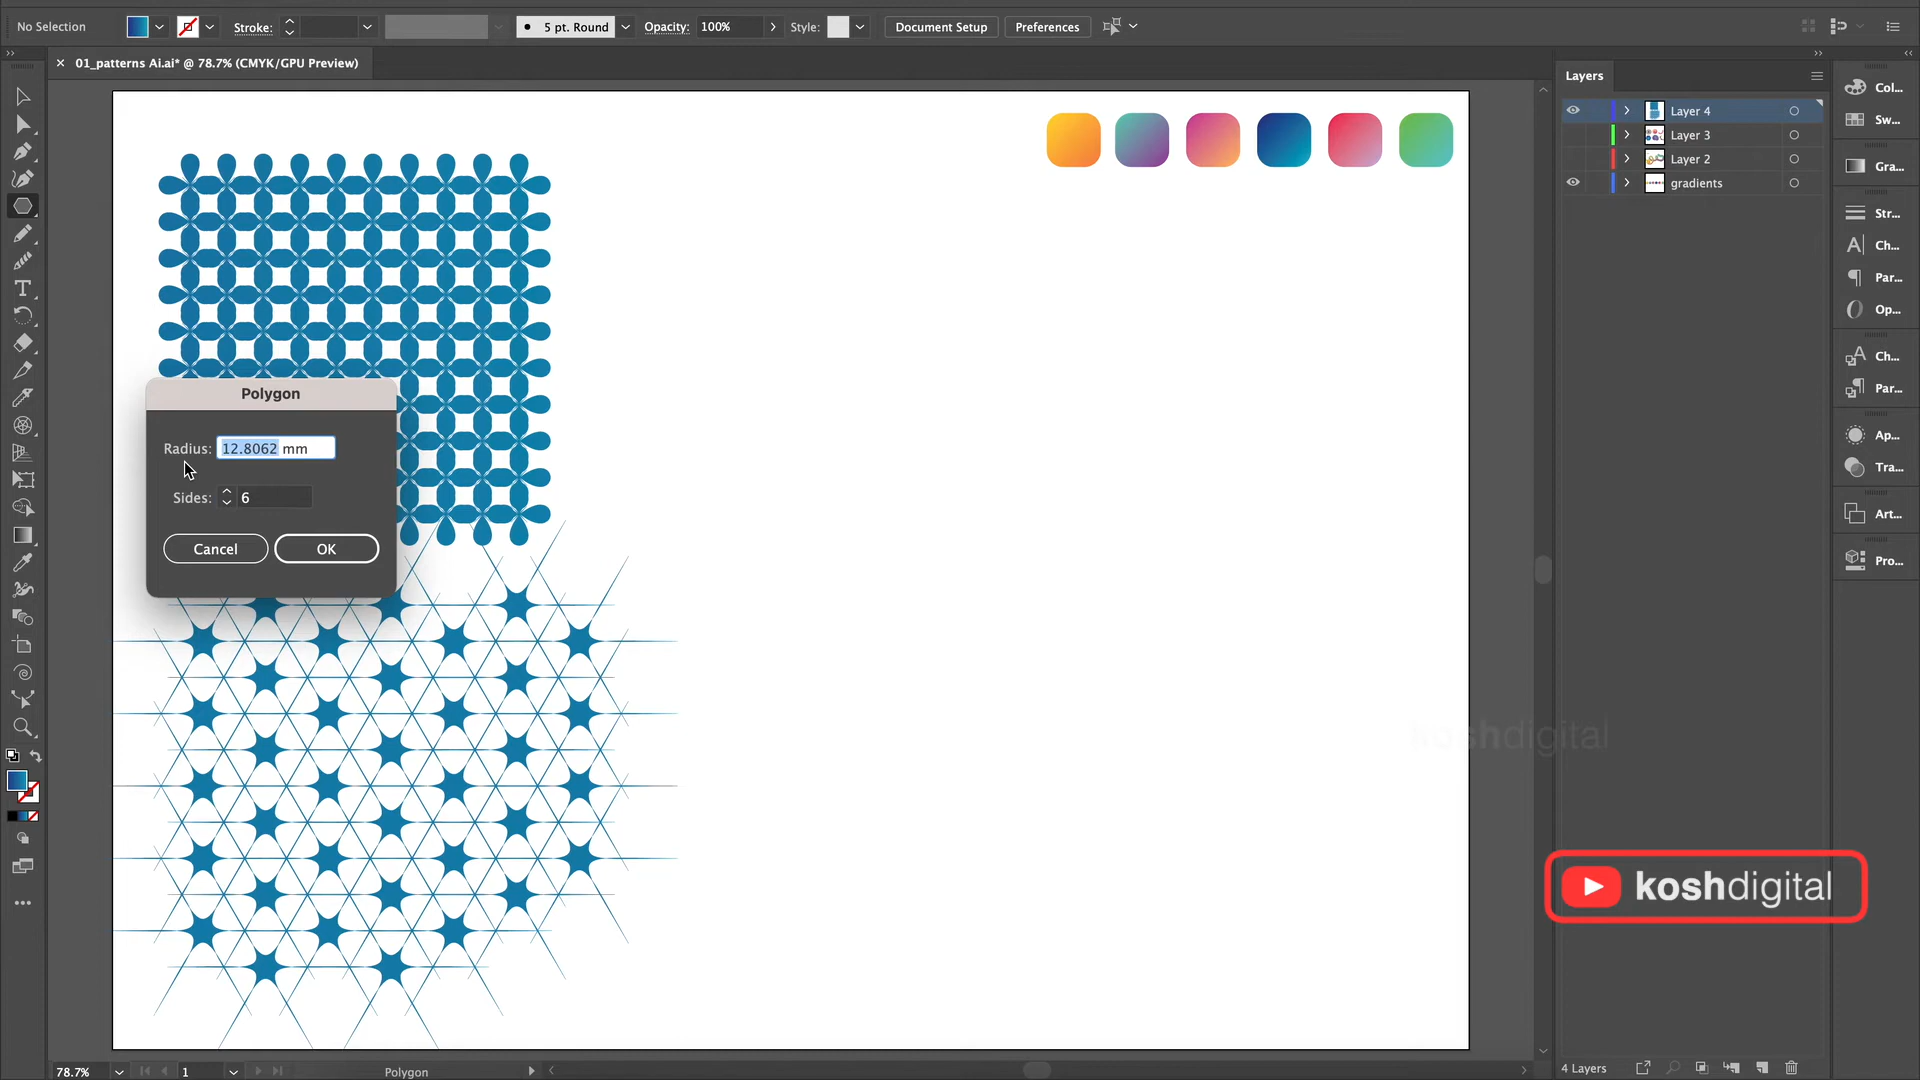 No Selection
Stroke:
5 pt. Round
Opacity:
100%
Style:
Document Setup
Preferences
01_patterns Ai.ai* @ 78.7% (CMYK/GPU Preview)
Layers
Layer 4
Layer 3
Layer 2
gradients
Col...
Sw...
Gra...
Str...
Ch...
Par...
Op...
Ch...
Par...
Ap...
Tra...
Art...
Pro...
Polygon
Radius: 12.8062 mm
Sides: 6
Cancel
OK
koshdigital
koshdigital
78.7%
1
Polygon
4 Layers